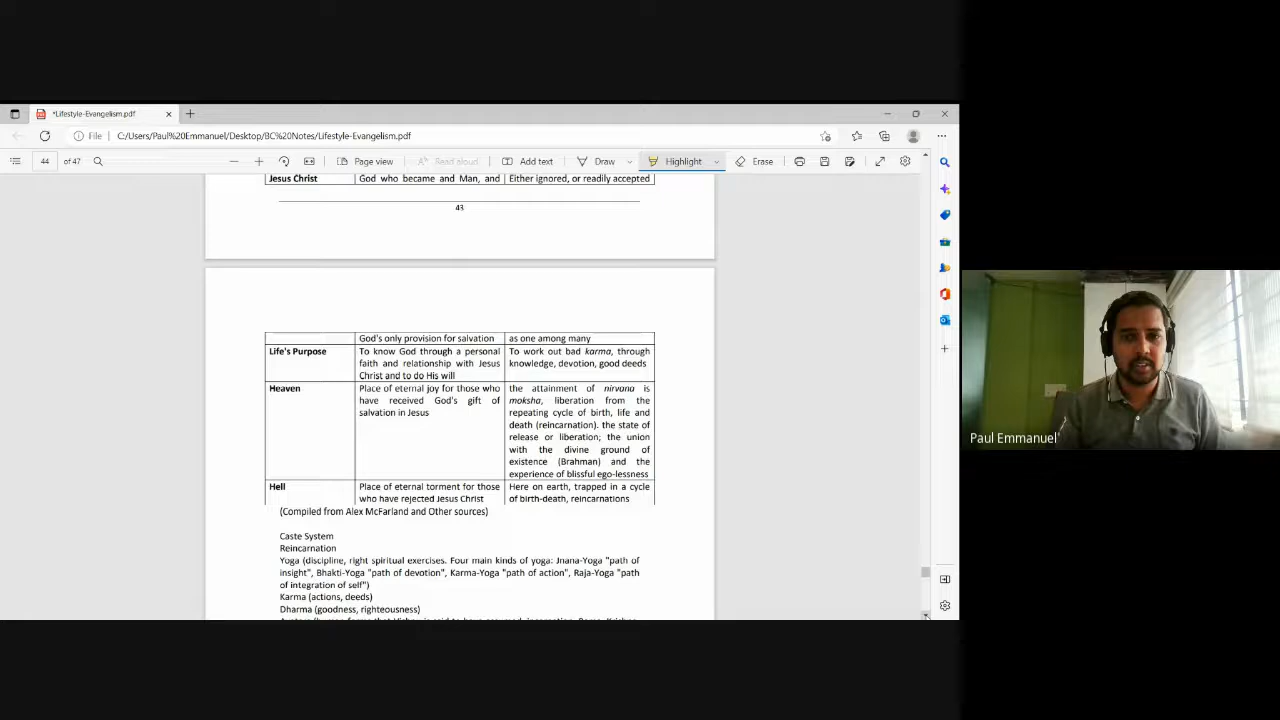 *Lifestyle-Evangelism.pdf
File
C:/Users/Paul%20Emmanuel/Desktop/BC%20Notes/Lifestyle-Evangelism.pdf
44 of 47
Page view
Read aloud
Add text
Draw
Highlight
Erase
Jesus Christ God who became and Man, and Either ignored, or readily accepted
43
God's only provision for salvation as one among many
Life's Purpose To know God through a personal To work out bad karma, through
faith and relationship with Jesus knowledge, devotion, good deeds
Christ and to do His will
Heaven Place of eternal joy for those who the attainment of nirvana is
have received God's gift of moksha, liberation from the
salvation in Jesus repeating cycle of birth, life and
death (reincarnation). the state of
release or liberation; the union
with the divine ground of
existence (Brahman) and the
experience of blissful ego-lessness
Hell Place of eternal torment for those Here on earth, trapped in a cycle
who have rejected Jesus Christ of birth-death, reincarnations
(Compiled from Alex McFarland and Other sources)
Caste System
Reincarnation
Yoga (discipline, right spiritual exercises. Four main kinds of yoga: Jnana-Yoga "path of
insight", Bhakti-Yoga "path of devotion", Karma-Yoga "path of action", Raja-Yoga "path
of integration of self")
Karma (actions, deeds)
Dharma (goodness, righteousness)
Paul Emmanuel